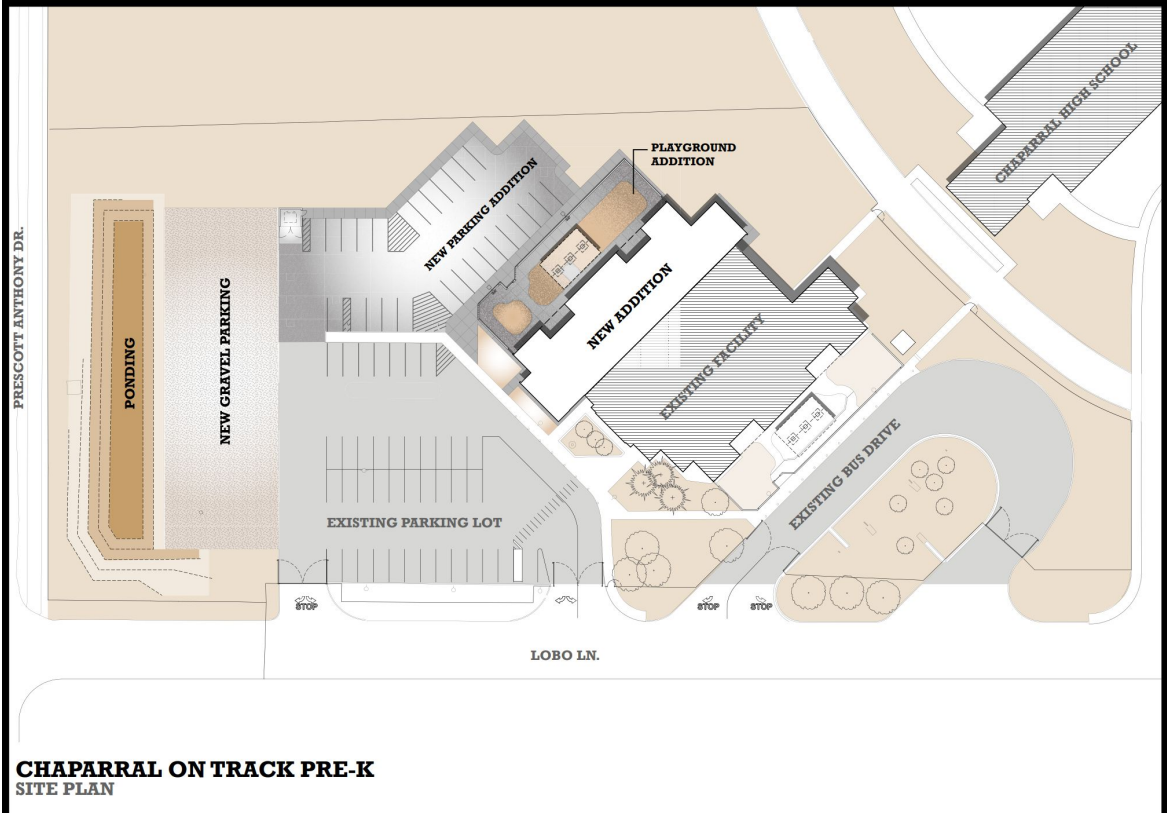 CHAPARRAL HIGH SCHOOL
PLAYGROUND
ADDITION
NEW PARKING ADDITION
PRESCOTT ANTHONY DR.
PONDING
NEW GRAVEL PARKING
NEW ADDITION
EXISTING FACILITY
EXISTING BUS DRIVE
EXISTING PARKING LOT
STOP
STOP
STOP
LOBO LN.
CHAPARRAL ON TRACK PRE-K
SITE PLAN